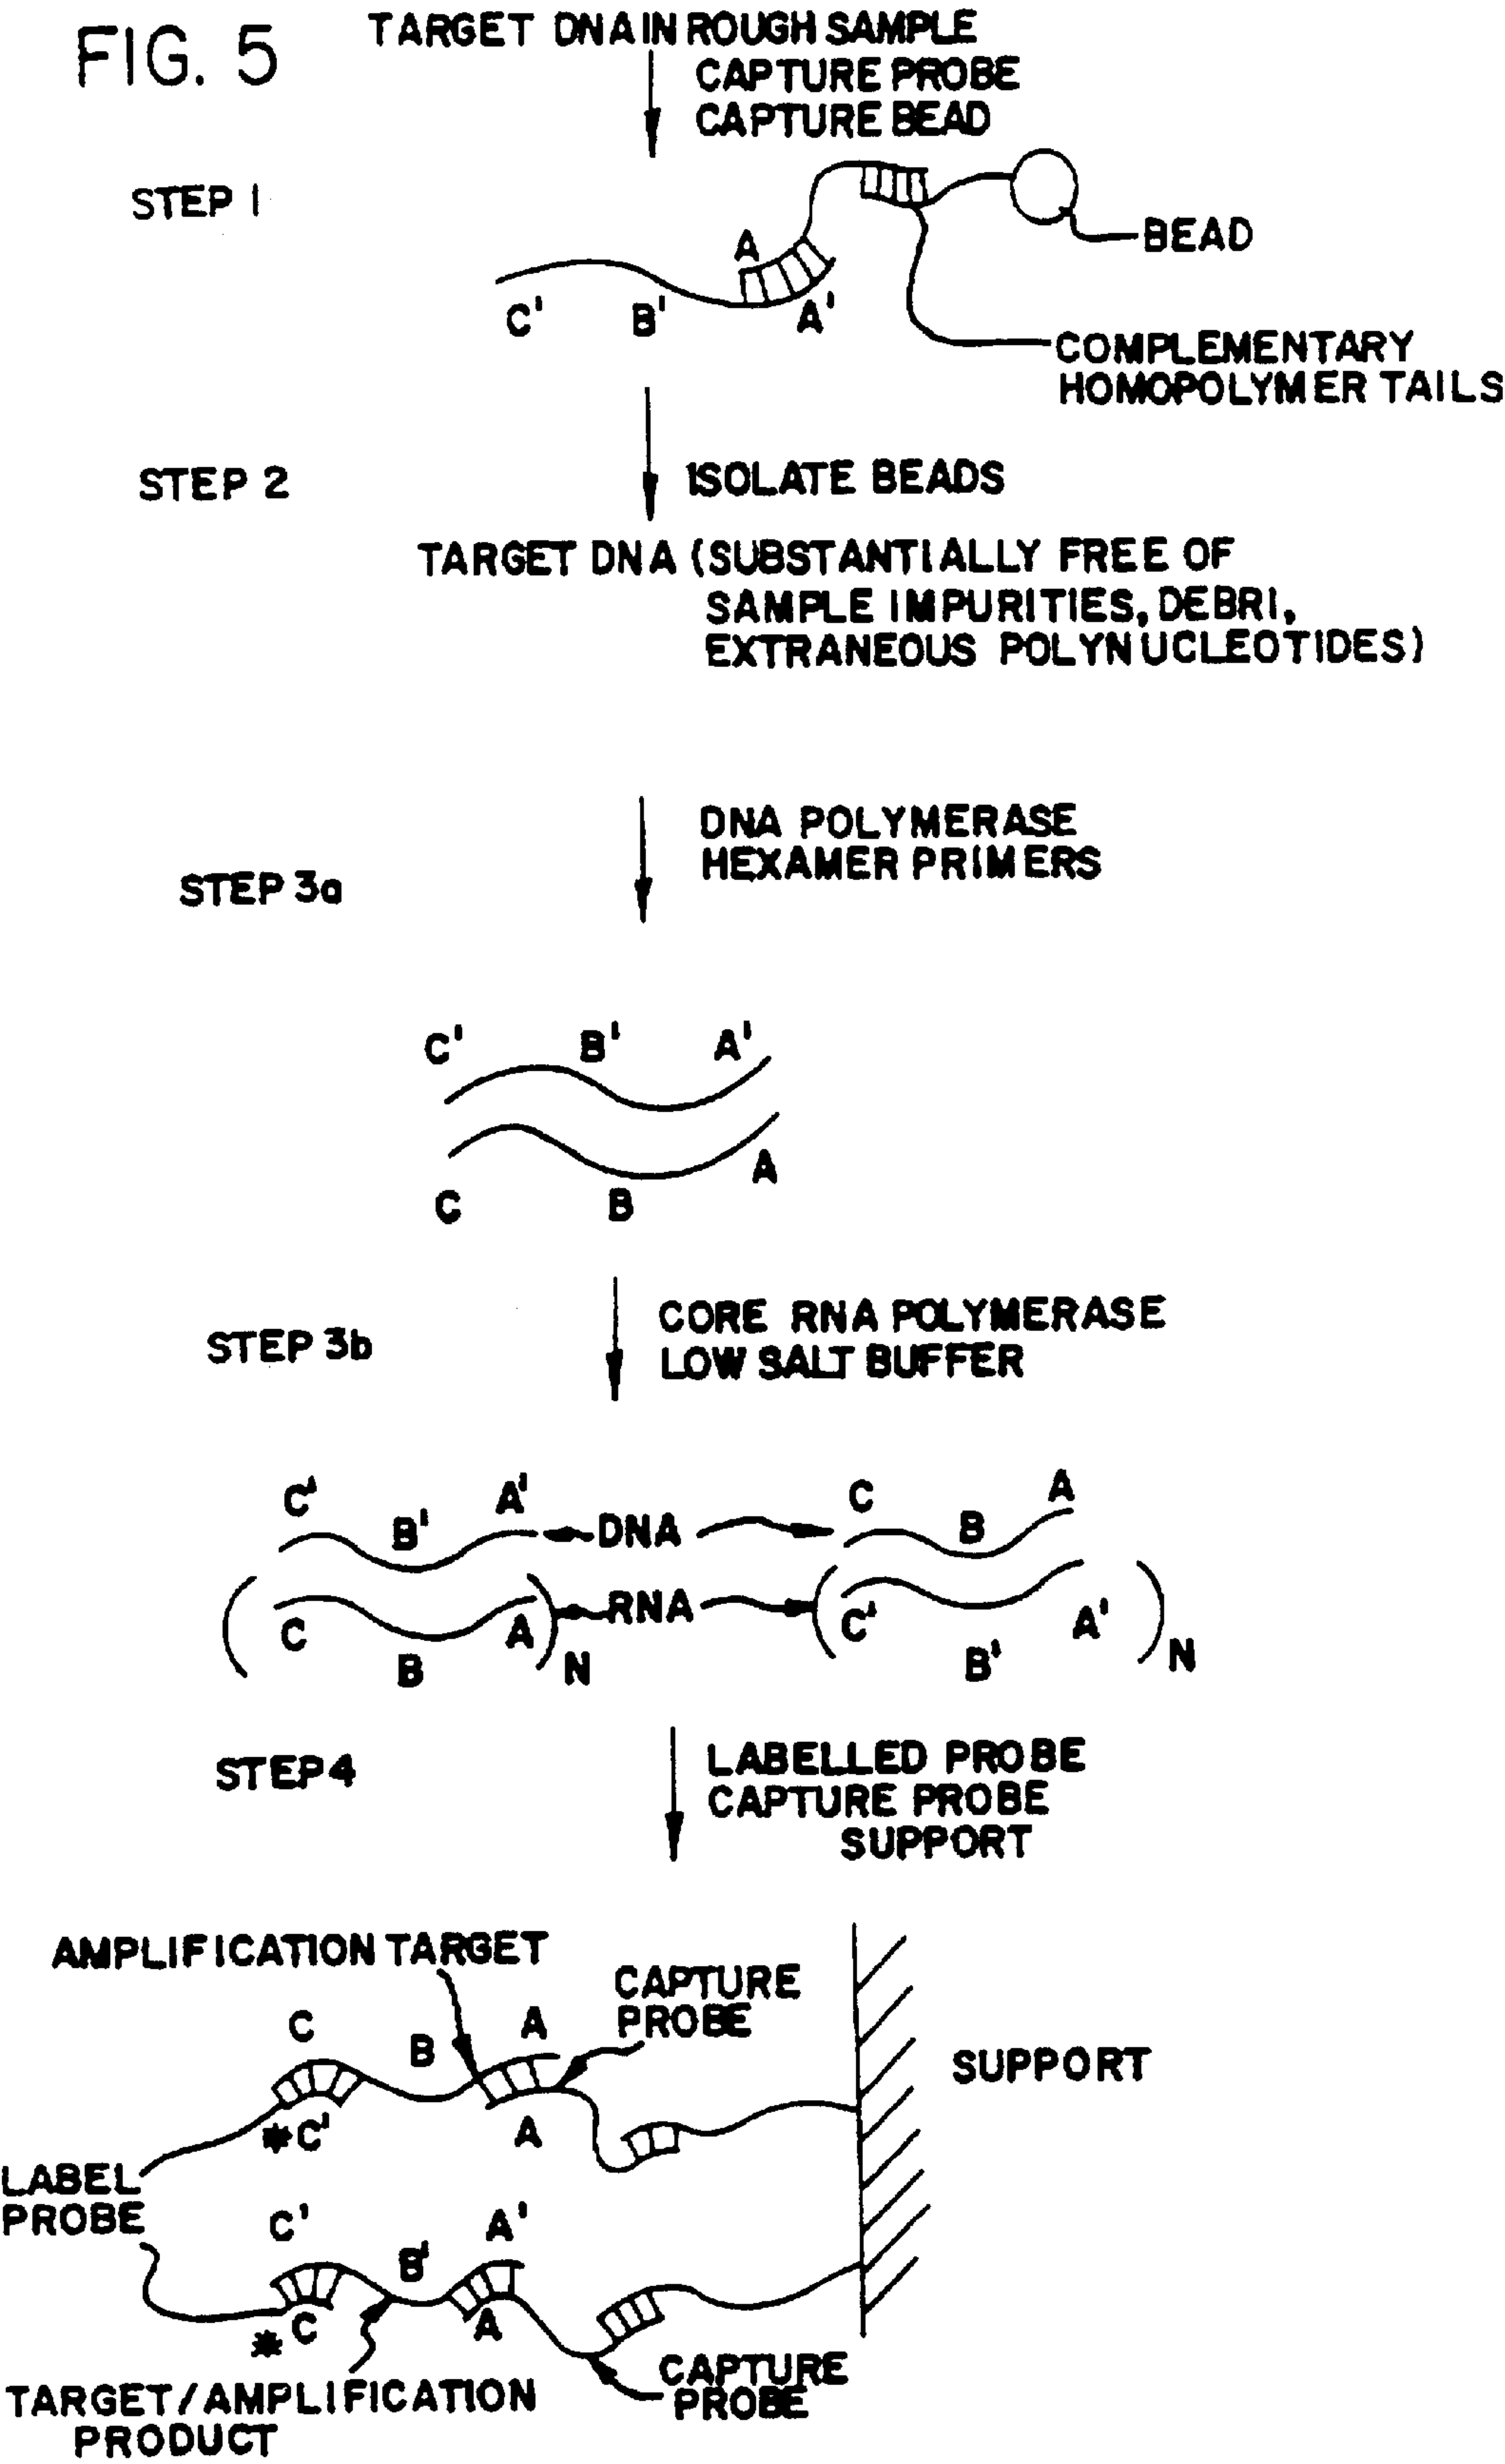 FIG. 5
TARGET DNA IN ROUGH SAMPLE
CAPTURE PROBE
CAPTURE BEAD
STEP 1
BEAD
A
C' B' A'
COMPLEMENTARY
HOMOPOLYMER TAILS
STEP 2
ISOLATE BEADS
TARGET DNA (SUBSTANTIALLY FREE OF
SAMPLE IMPURITIES, DEBRI,
EXTRANEOUS POLYNUCLEOTIDES)
DNA POLYMERASE
HEXAMER PRIMERS
STEP 3a
C' B' A'
C B A
CORE RNA POLYMERASE
LOW SALT BUFFER
STEP 3b
C' B' A' DNA C B A
C B A N RNA C' B' A' N
STEP 4
LABELLED PROBE
CAPTURE PROBE
SUPPORT
AMPLIFICATION TARGET
CAPTURE
PROBE
C B A
SUPPORT
*C' A
LABEL
PROBE
C' B' A'
* C A
CAPTURE
PROBE
TARGET/AMPLIFICATION
PRODUCT